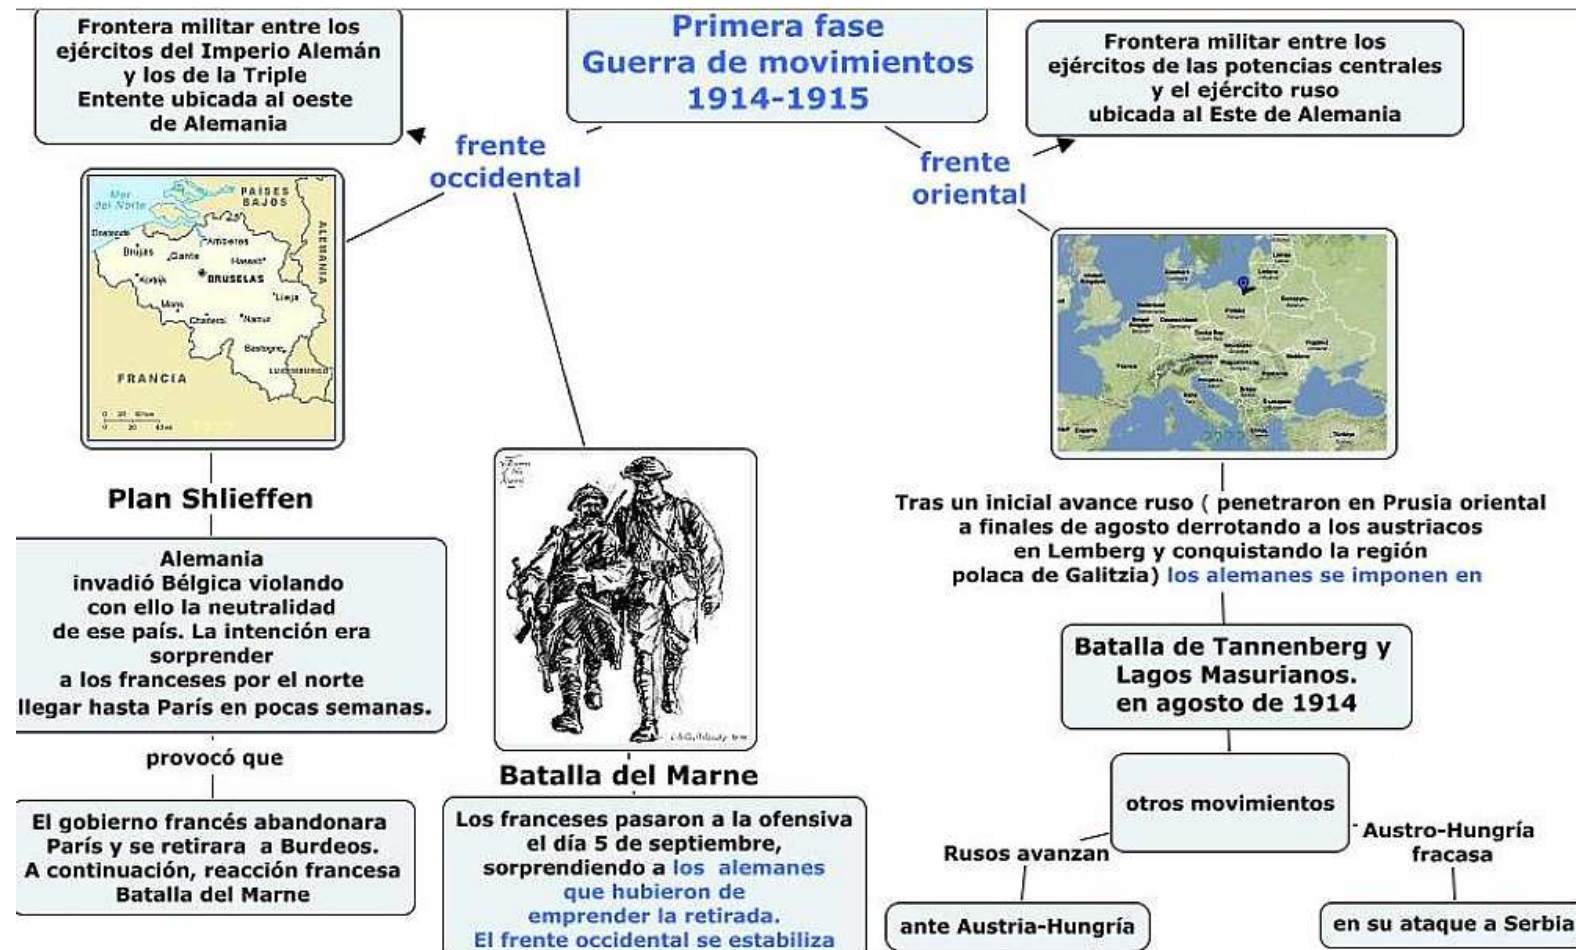 Primera fase
Guerra de movimientos
1914-1915
frente
occidental
Frontera militar entre los
ejércitos del Imperio Alemán
y los de la Triple
Entente ubicada al oeste
de Alemania
Mar
del Norte
PAÍSES
BAJOS
ALEMANIA
Brujas
Gante
Amberes
Hasselt
Kortrijk
BRUSELAS
Lieja
Mons
Charleroi
Namur
Bastogne
LUXEMBURGO
FRANCIA
Plan Shlieffen
Alemania
invadió Bélgica violando
con ello la neutralidad
de ese país. La intención era
sorprender
a los franceses por el norte
llegar hasta París en pocas semanas.
provocó que
El gobierno francés abandonara
París y se retirara a Burdeos.
A continuación, reacción francesa
Batalla del Marne
Batalla del Marne
Los franceses pasaron a la ofensiva
el día 5 de septiembre,
sorprendiendo a los alemanes
que hubieron de
emprender la retirada.
El frente occidental se estabiliza
frente
oriental
Frontera militar entre los
ejércitos de las potencias centrales
y el ejército ruso
ubicada al Este de Alemania
Tras un inicial avance ruso ( penetraron en Prusia oriental
a finales de agosto derrotando a los austriacos
en Lemberg y conquistando la región
polaca de Galitzia) los alemanes se imponen en
Batalla de Tannenberg y
Lagos Masurianos.
en agosto de 1914
otros movimientos
Rusos avanzan
ante Austria-Hungría
Austro-Hungría
fracasa
en su ataque a Serbia